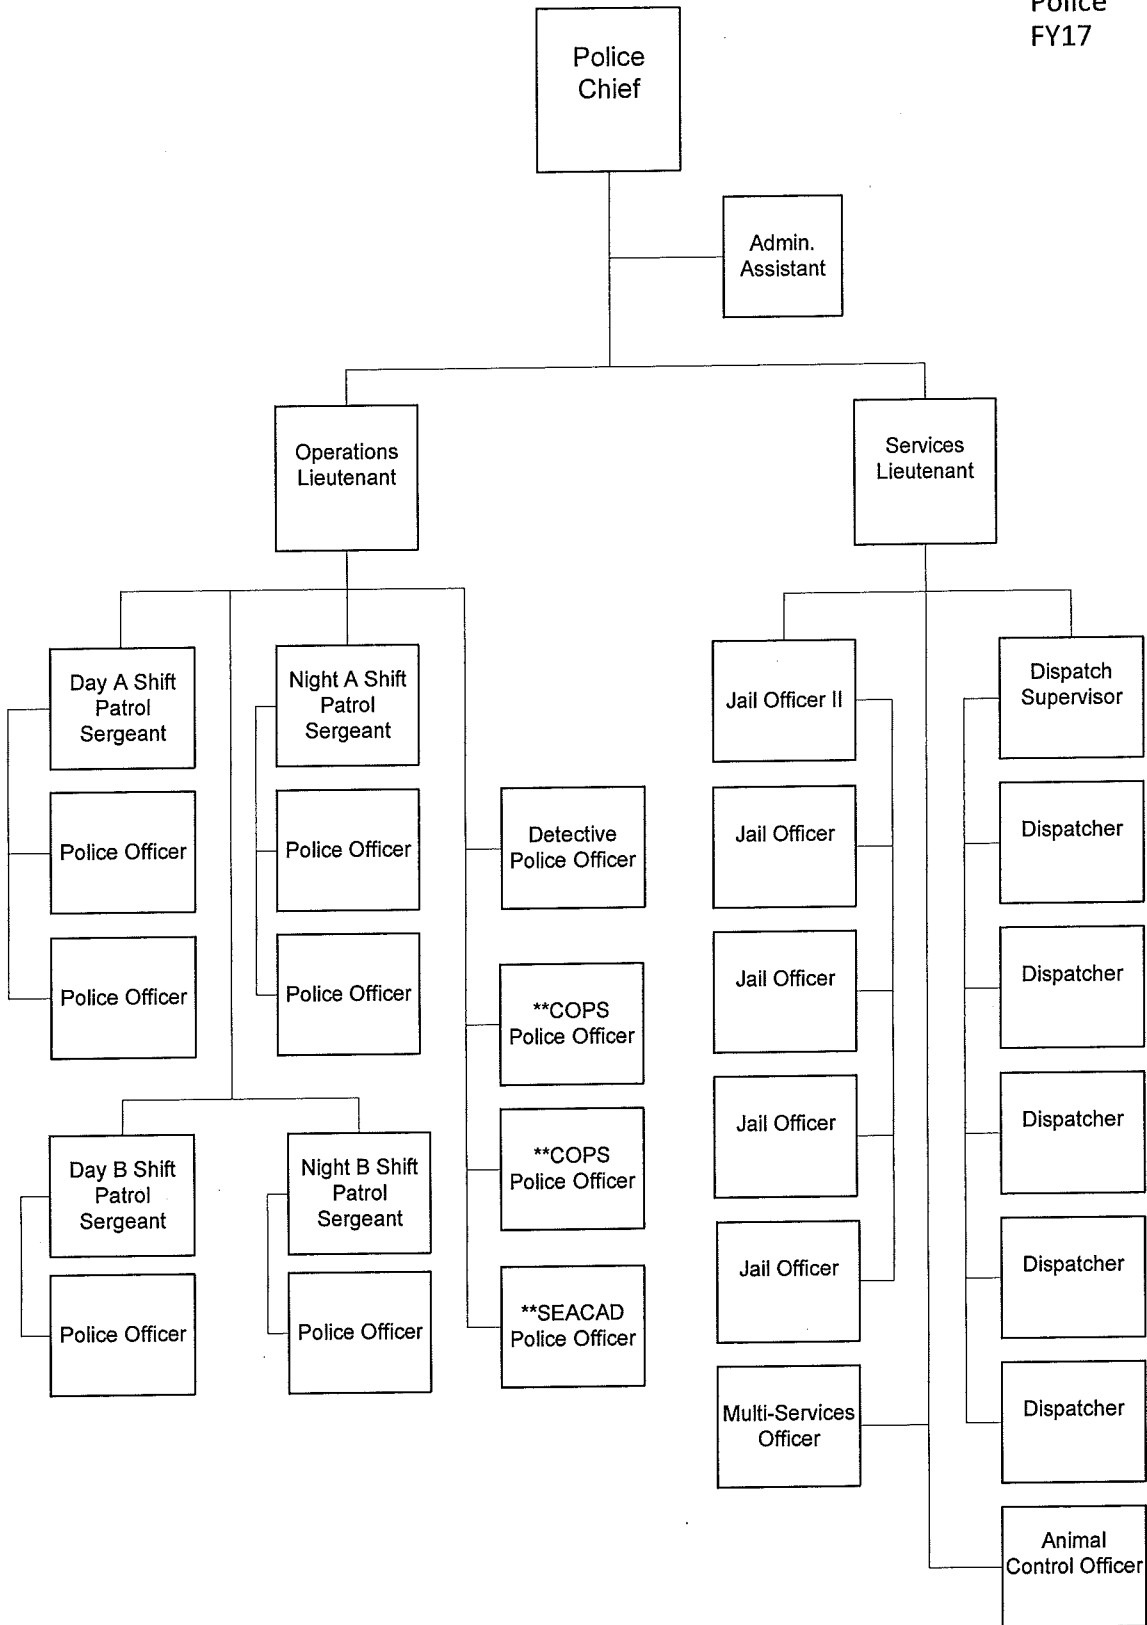 Police
FY17
Police
Chief
Admin.
Assistant
Operations
Lieutenant
Services
Lieutenant
Day A Shift
Patrol
Sergeant
Police Officer
Police Officer
Night A Shift
Patrol
Sergeant
Police Officer
Police Officer
Day B Shift
Patrol
Sergeant
Police Officer
Night B Shift
Patrol
Sergeant
Police Officer
Detective
Police Officer
**COPS
Police Officer
**COPS
Police Officer
**SEACAD
Police Officer
Jail Officer II
Jail Officer
Jail Officer
Jail Officer
Jail Officer
Multi-Services
Officer
Dispatch
Supervisor
Dispatcher
Dispatcher
Dispatcher
Dispatcher
Dispatcher
Animal
Control Officer